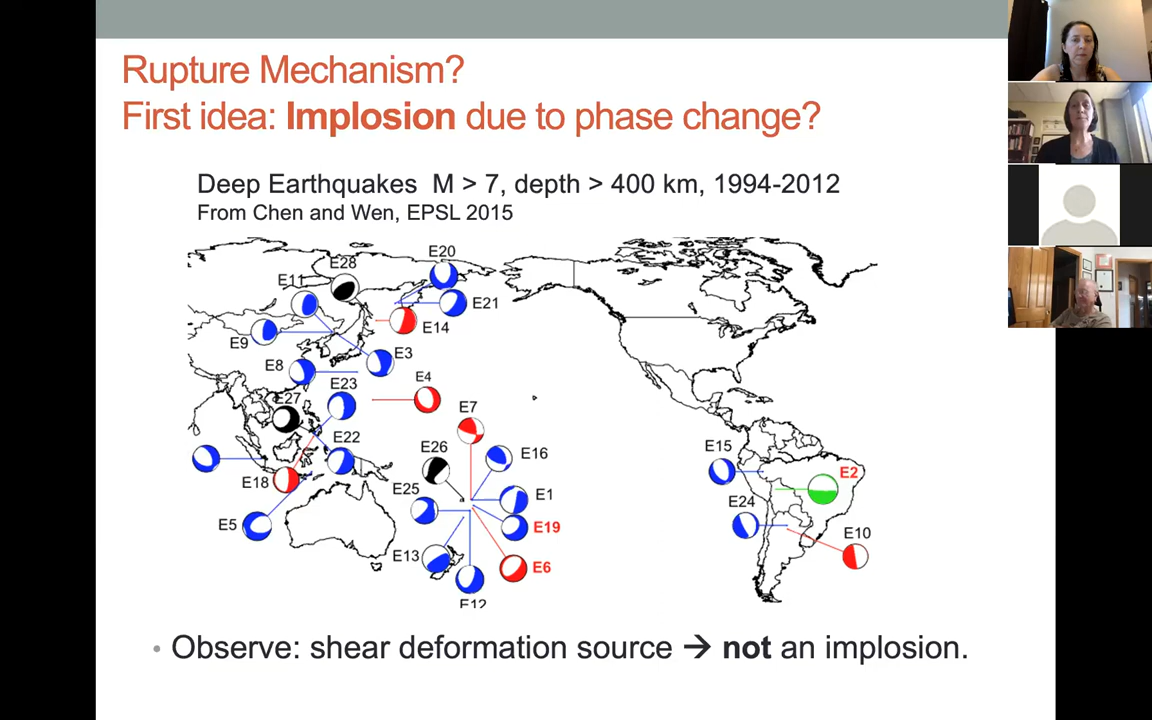 Rupture Mechanism?
First idea: Implosion due to phase change?
Deep Earthquakes M > 7, depth > 400 km, 1994-2012
From Chen and Wen, EPSL 2015
E20
E28
E11
E21
E14
E9
E3
E8
E4
E23
E27
E7
E22
E26
E16
E15
E2
E18
E25
E1
E24
E5
E19
E10
E13
E6
E12
• Observe: shear deformation source → not an implosion.